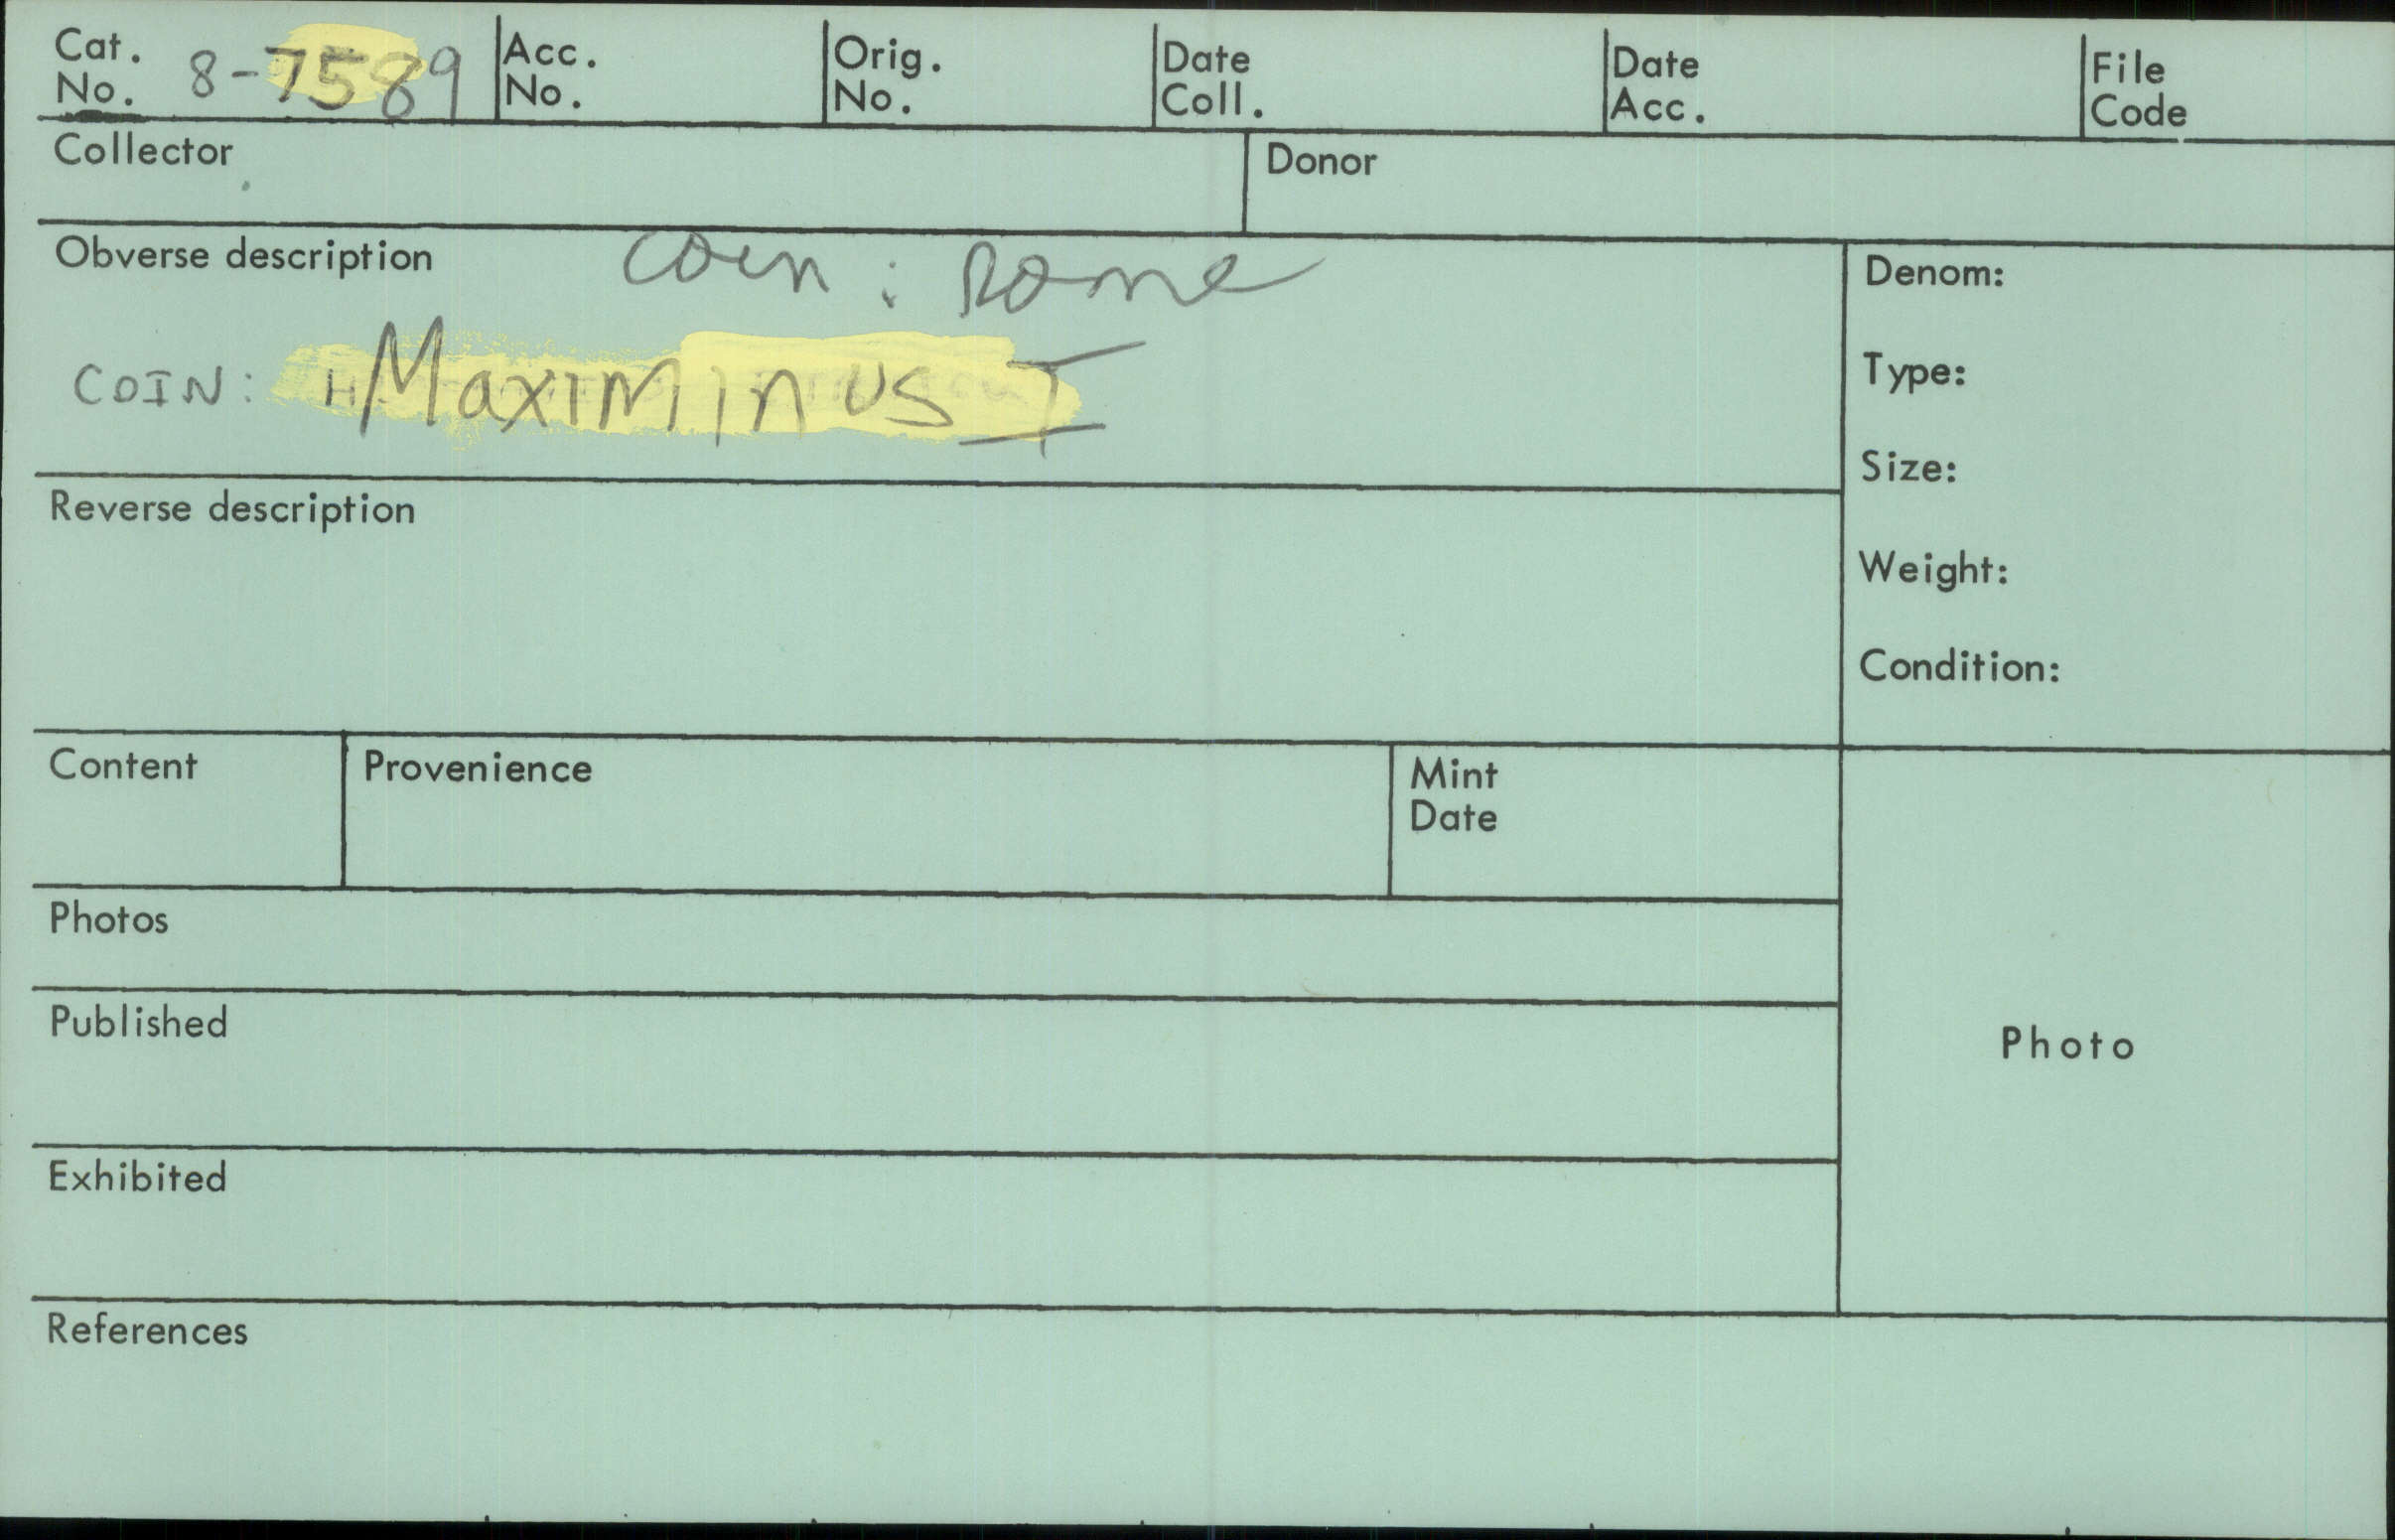 Cat. No. 8-7589
Acc. No.
Orig. No.
Date Coll.
Date Acc.
File Code
Collector
Donor
Obverse description
Coin : Rome
COIN: MaxiMinus I
Denom:
Type:
Size:
Weight:
Condition:
Reverse description
Content
Provenience
Mint Date
Photos
Published
Exhibited
Photo
References